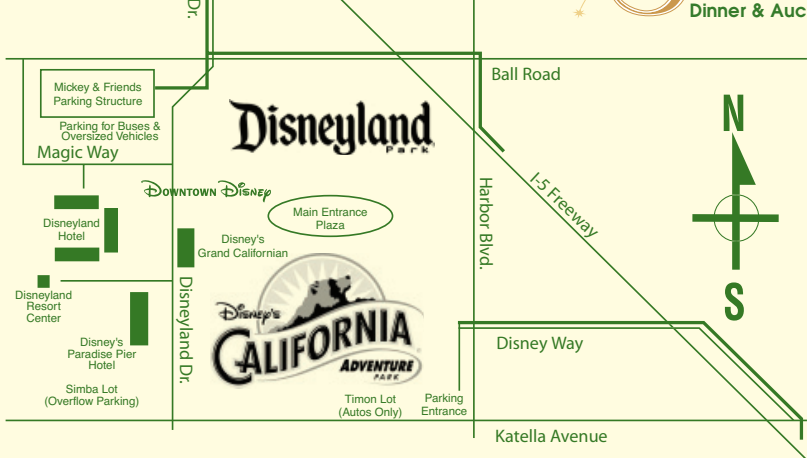 Dr.
Dinner & Auc
Ball Road
Mickey & Friends
Parking Structure
Parking for Buses &
Oversized Vehicles
Magic Way
Disneyland
Park
N
Downtown Disney
Main Entrance
Plaza
I-5 Freeway
Harbor Blvd.
Disneyland
Hotel
Disney's
Grand Californian
S
Disneyland
Resort
Center
Disneyland Dr.
Disney's
California
Adventure
Park
Disney's
Paradise Pier
Hotel
Disney Way
Simba Lot
(Overflow Parking)
Timon Lot
(Autos Only)
Parking
Entrance
Katella Avenue